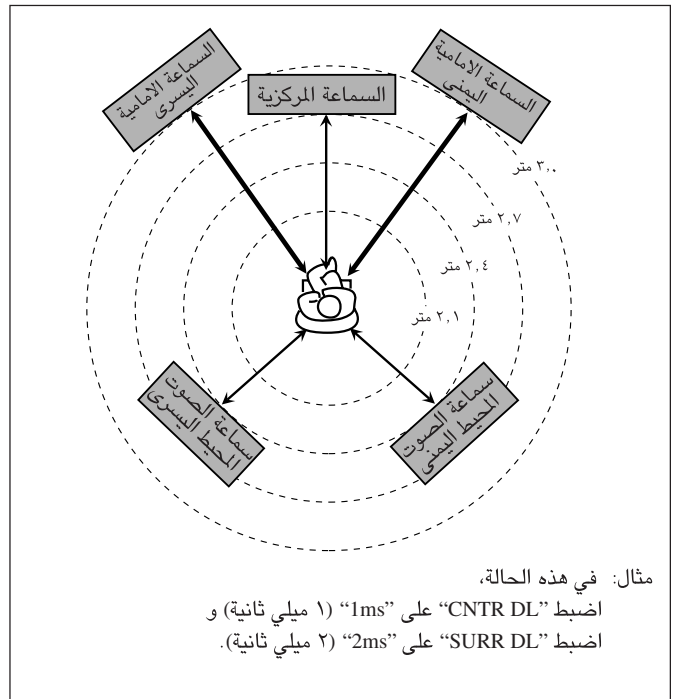 السماعة الامامية
اليسرى
السماعة المركزية
السماعة الامامية
اليمنى
٣,٠ متر
٢,٧ متر
٢,٤ متر
٢,١ متر
سماعة الصوت
المحيط اليسرى
سماعة الصوت
المحيط اليمنى
مثال: في هذه الحالة،
اضبط "CNTR DL" على "1ms" (١ ميلي ثانية) و
اضبط "SURR DL" على "2ms" (٢ ميلي ثانية).